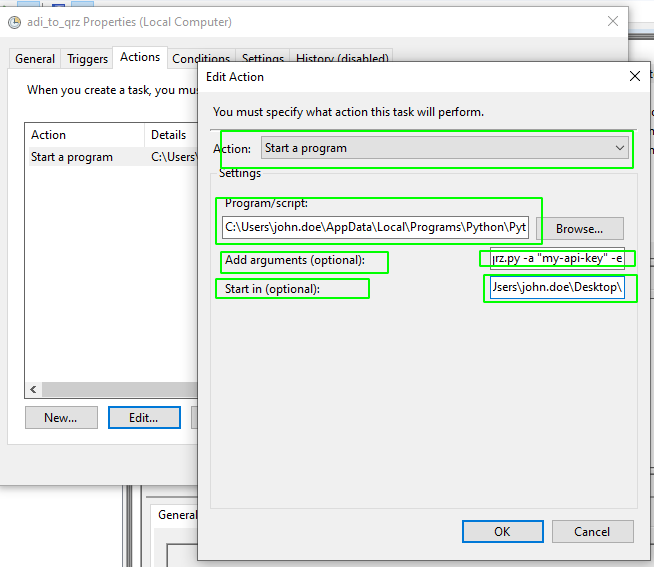 adi_to_qrz Properties (Local Computer)
General Triggers Actions Conditions Settings History (disabled)
When you create a task, you mus
Action Details
Start a program C:\Users\
New... Edit...
General
Edit Action
You must specify what action this task will perform.
Action: Start a program
Settings
Program/script:
C:\Users\john.doe\AppData\Local\Programs\Python\Pyt Browse...
Add arguments (optional): qrz.py -a "my-api-key" -e
Start in (optional): Users\john.doe\Desktop\
OK Cancel